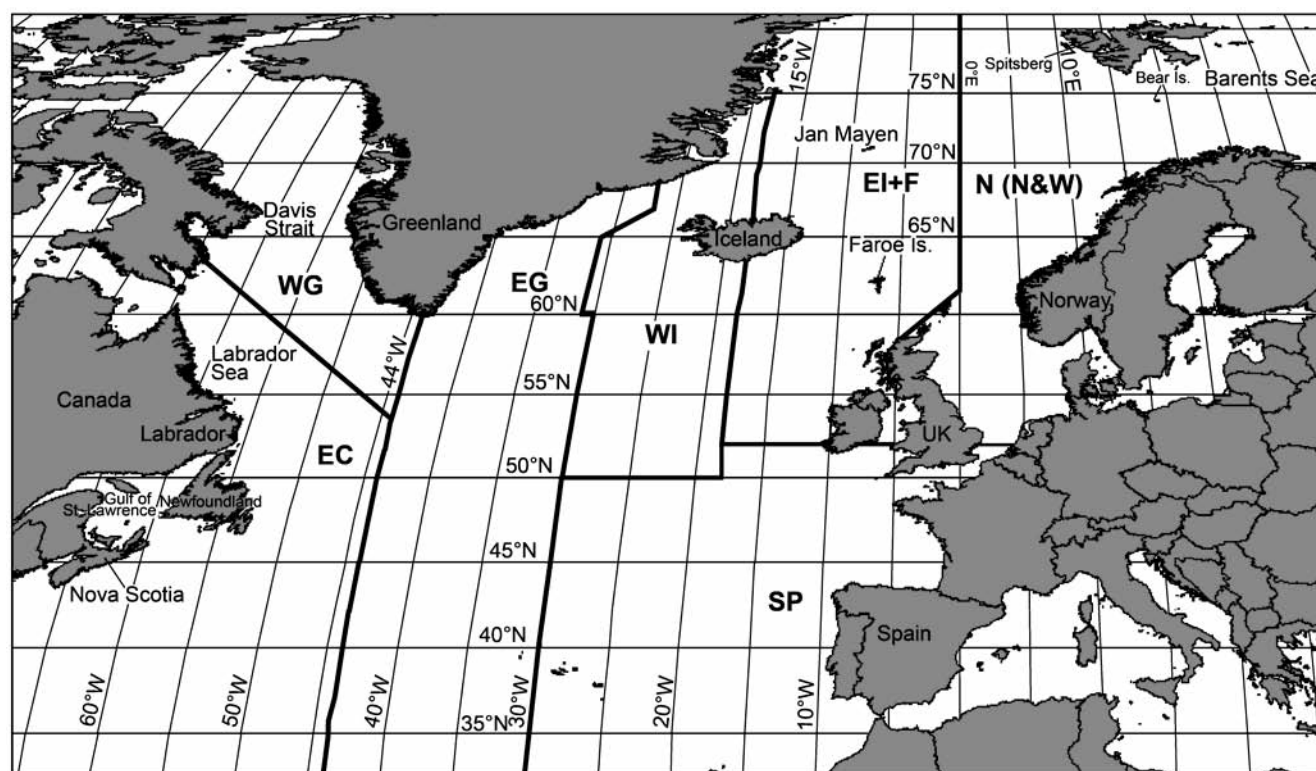 15°W
0°E
Spitsberg
10°E
Bear Is.
Barents Sea
75°N
Jan Mayen
70°N
EI+F
N (N&W)
Davis
Strait
Greenland
65°N
Iceland
Faroe Is.
WG
EG
60°N
WI
Norway
Labrador
Sea
44°W
55°N
Canada
Labrador
EC
UK
50°N
Gulf of
St. Lawrence
Newfoundland
45°N
Nova Scotia
SP
40°N
Spain
60°W
50°W
40°W
30°W
20°W
10°W
35°N